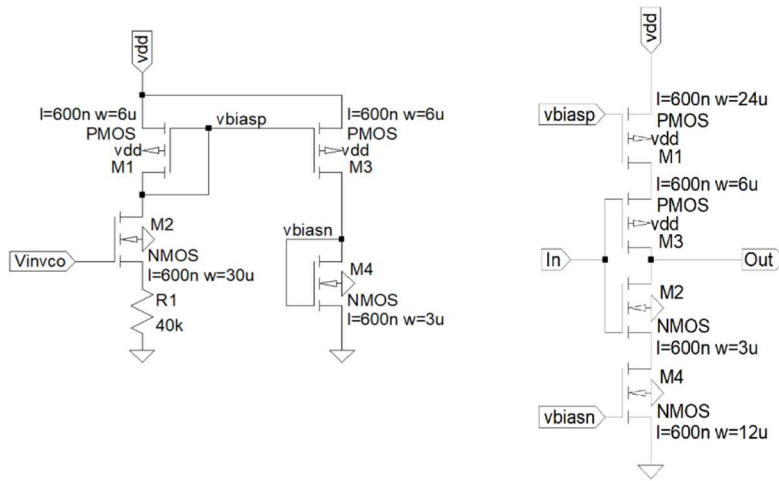 vdd
l=600n w=6u
PMOS
vdd
M1
vbiasp
l=600n w=6u
PMOS
vdd
M3
M2
NMOS
l=600n w=30u
Vinvco
R1
40k
vbiasn
M4
NMOS
l=600n w=3u
vdd
vbiasp
l=600n w=24u
PMOS
vdd
M1
l=600n w=6u
PMOS
vdd
M3
In
Out
M2
NMOS
l=600n w=3u
M4
NMOS
vbiasn
l=600n w=12u